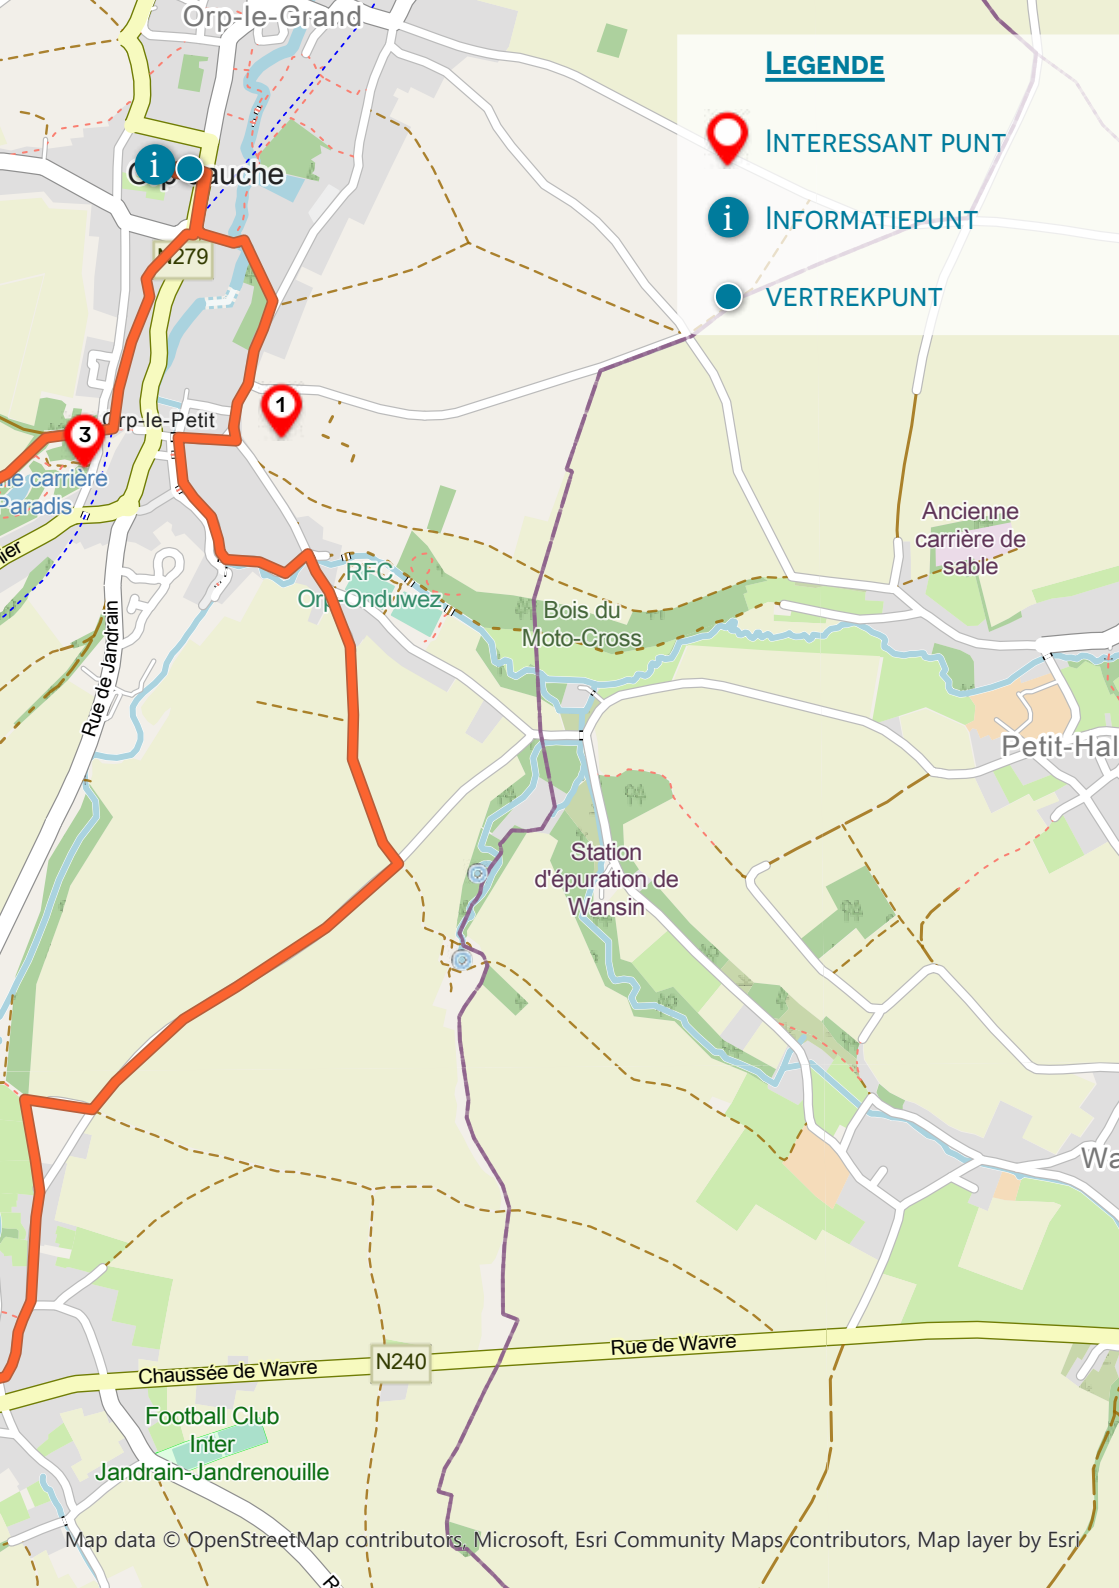 Orp-le-Grand
LEGENDE
INTERESSANT PUNT
i
INFORMATIEPUNT
VERTREKPUNT
i
auche
N279
1
Orp-le-Petit
3
carrière
Paradis
Rue de Jandrain
RFC
Orp-Onduwez
Bois du
Moto-Cross
Ancienne
carrière de
sable
Petit-Hal
Station
d'épuration de
Wansin
Wa
Rue de Wavre
N240
Chaussée de Wavre
Football Club
Inter
Jandrain-Jandrenouille
R
Map data © OpenStreetMap contributors, Microsoft, Esri Community Maps contributors, Map layer by Esri